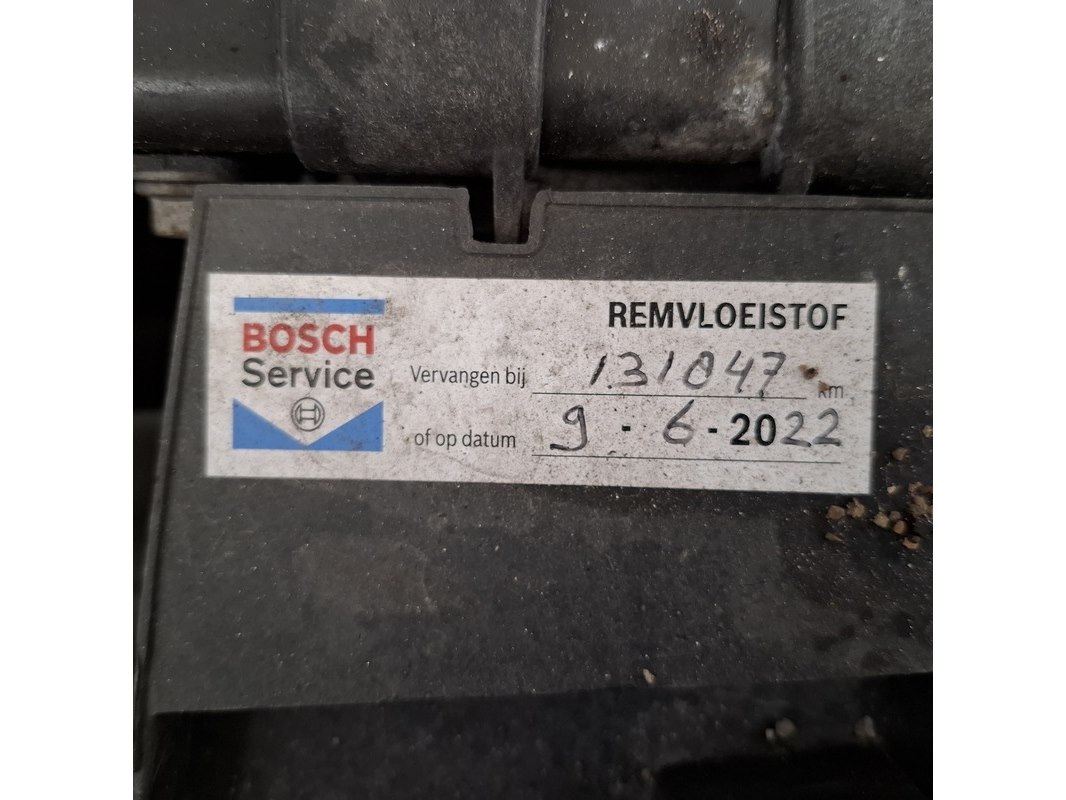 BOSCH
Service
REMVLOEISTOF
Vervangen bij 131047 km
of op datum 9 - 6 - 2022